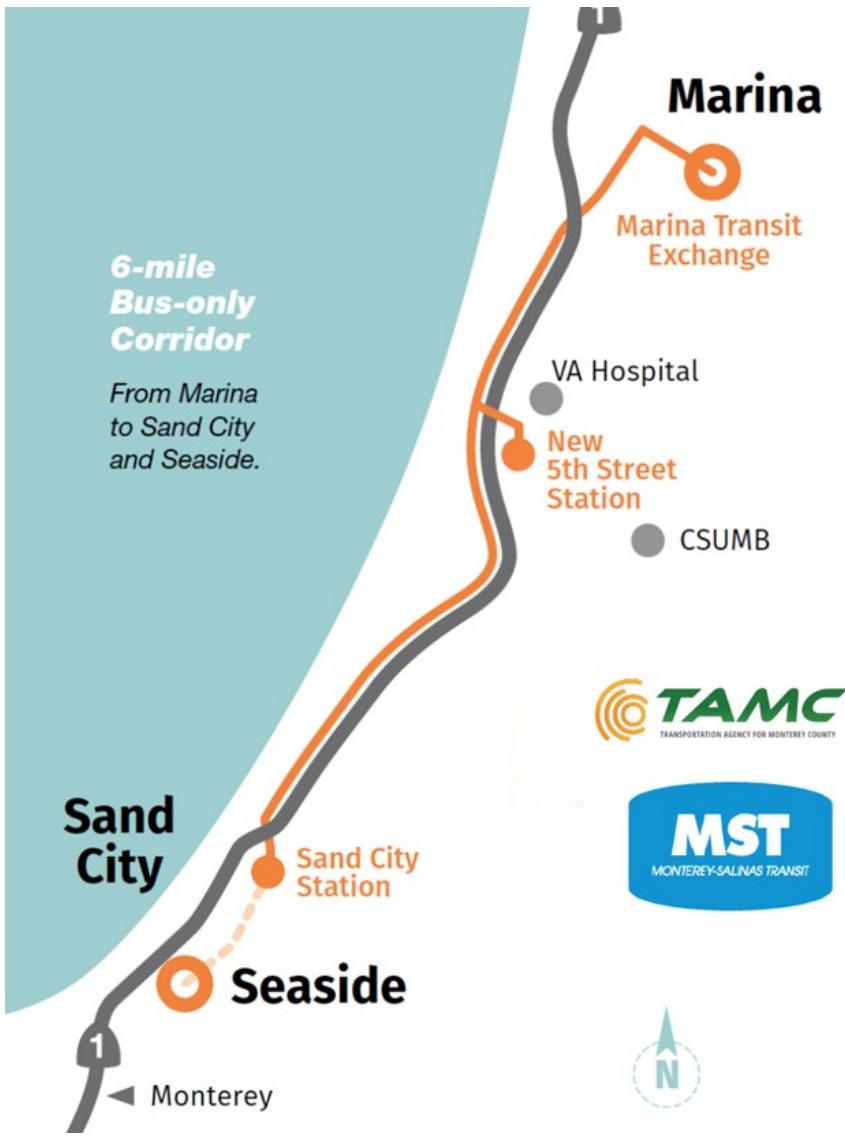 1
Marina
Marina Transit
Exchange
6-mile
Bus-only
Corridor
From Marina
to Sand City
and Seaside.
VA Hospital
New
5th Street
Station
CSUMB
TAMC
TRANSPORTATION AGENCY FOR MONTEREY COUNTY
MST
MONTEREY-SALINAS TRANSIT
Sand
City
Sand City
Station
Seaside
1
Monterey
N